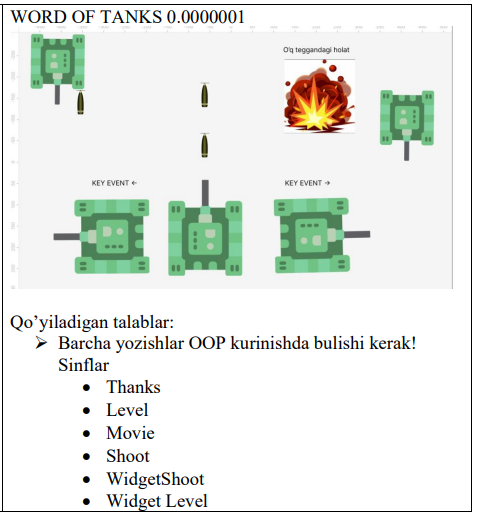 WORD OF TANKS 0.0000001
O'q teggandagi holat
KEY EVENT ←
KEY EVENT →
Qo’yiladigan talablar:
➢ Barcha yozishlar OOP kurinishda bulishi kerak!
Sinflar
• Thanks
• Level
• Movie
• Shoot
• WidgetShoot
• Widget Level